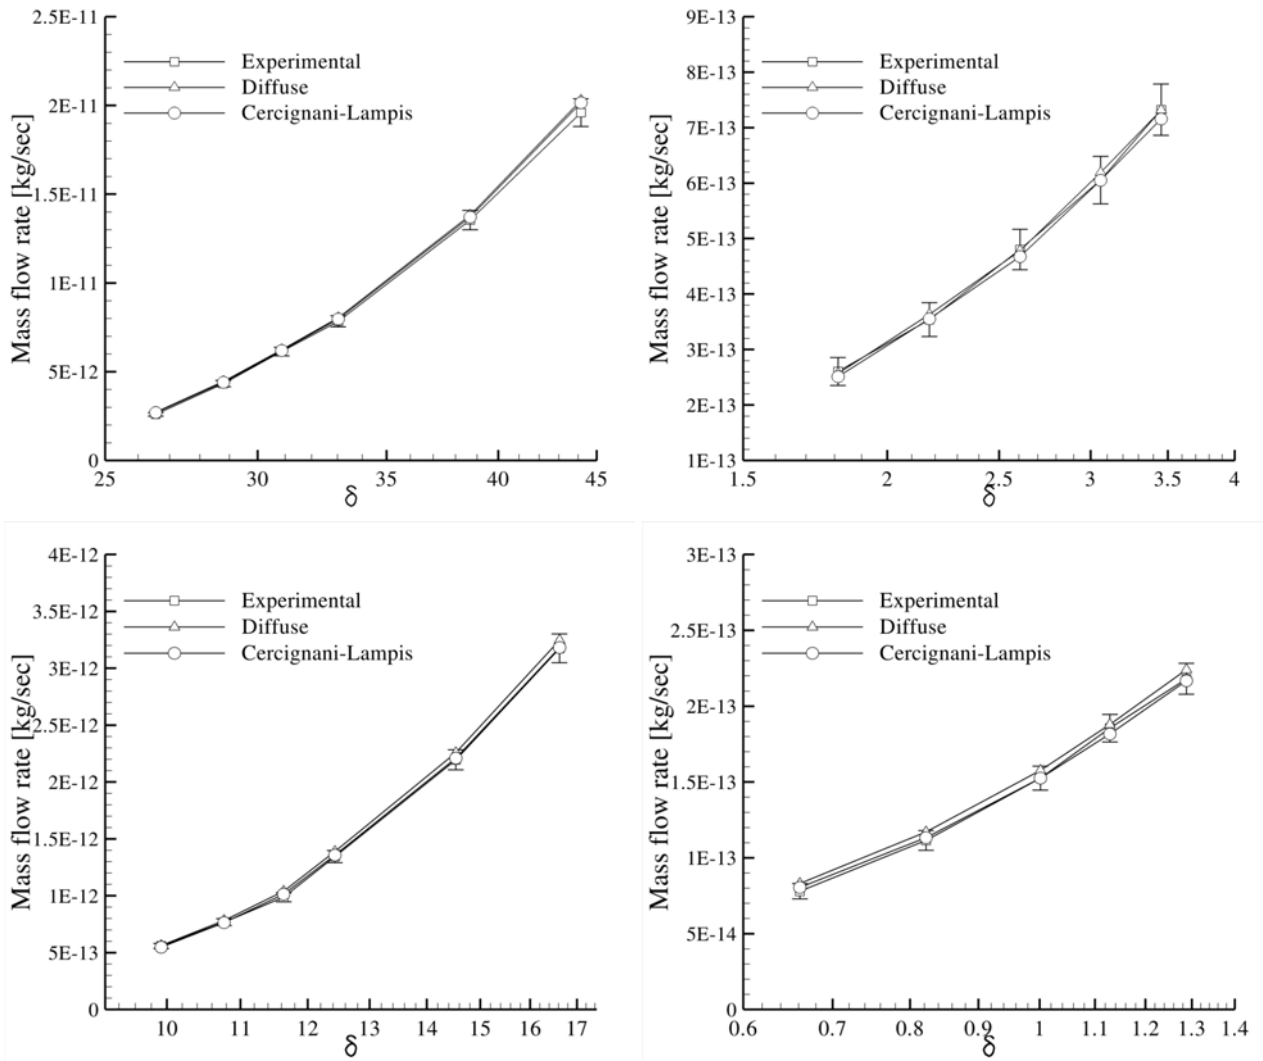 2.5E-11
2E-11
1.5E-11
1E-11
5E-12
0
Mass flow rate [kg/sec]
Experimental
Diffuse
Cercignani-Lampis
25 30 35 40 45
δ
9E-13
8E-13
7E-13
6E-13
5E-13
4E-13
3E-13
2E-13
1E-13
Mass flow rate [kg/sec]
Experimental
Diffuse
Cercignani-Lampis
1.5 2 2.5 3 3.5 4
δ
4E-12
3.5E-12
3E-12
2.5E-12
2E-12
1.5E-12
1E-12
5E-13
0
Mass flow rate [kg/sec]
Experimental
Diffuse
Cercignani-Lampis
10 11 12 13 14 15 16 17
δ
3E-13
2.5E-13
2E-13
1.5E-13
1E-13
5E-14
0
Mass flow rate [kg/sec]
Experimental
Diffuse
Cercignani-Lampis
0.6 0.7 0.8 0.9 1 1.1 1.2 1.3 1.4
δ